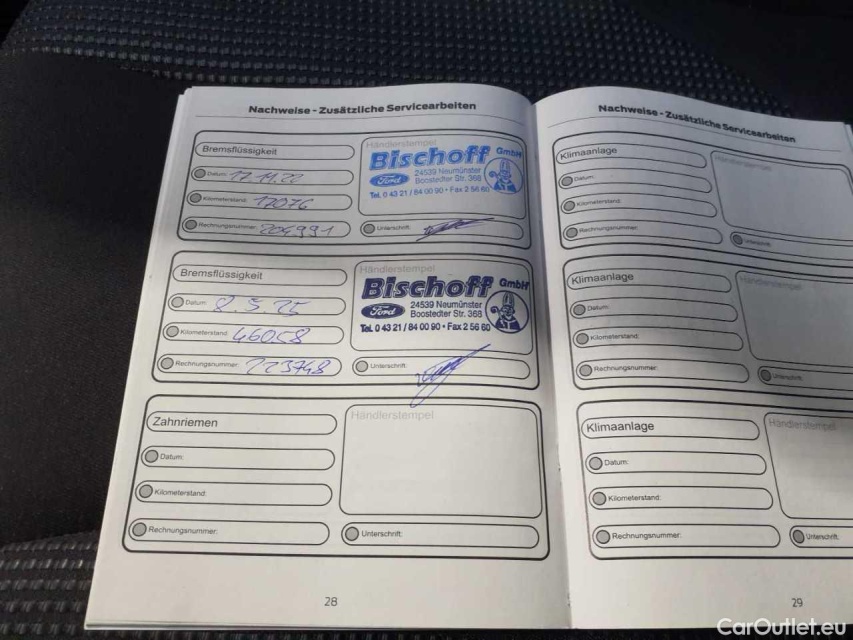 Nachweise - Zusätzliche Servicearbeiten
Bremsflüssigkeit
Datum: 17.11.22
Kilometerstand: 17076
Rechnungsnummer: 204991
Händlerstempel
Bischoff GmbH
Ford
24539 Neumünster
Boostedter Str. 368
Tel. 0 43 21 / 84 00 90 • Fax 2 56 60
Unterschrift:
Bremsflüssigkeit
Datum: 8.5.25
Kilometerstand: 46058
Rechnungsnummer: 223748
Händlerstempel
Bischoff GmbH
Ford
24539 Neumünster
Boostedter Str. 368
Tel. 0 43 21 / 84 00 90 • Fax 2 56 60
Unterschrift:
Zahnriemen
Datum:
Kilometerstand:
Rechnungsnummer:
Händlerstempel
Unterschrift:
28
Nachweise - Zusätzliche Servicearbeiten
Klimaanlage
Datum:
Kilometerstand:
Rechnungsnummer:
Händlerstempel
Unterschrift:
Klimaanlage
Datum:
Kilometerstand:
Rechnungsnummer:
Händlerstempel
Unterschrift:
Klimaanlage
Datum:
Kilometerstand:
Rechnungsnummer:
Händlerstempel
Unterschrift:
29
CarOutlet.eu